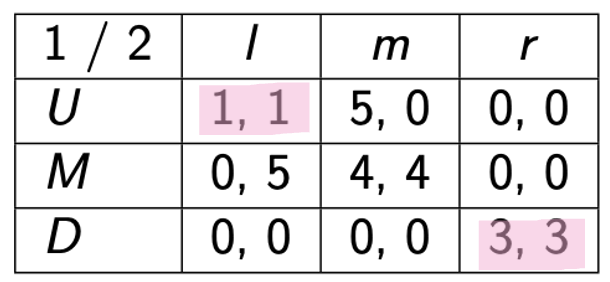 1 / 2 l m r
U 1, 1 5, 0 0, 0
M 0, 5 4, 4 0, 0
D 0, 0 0, 0 3, 3